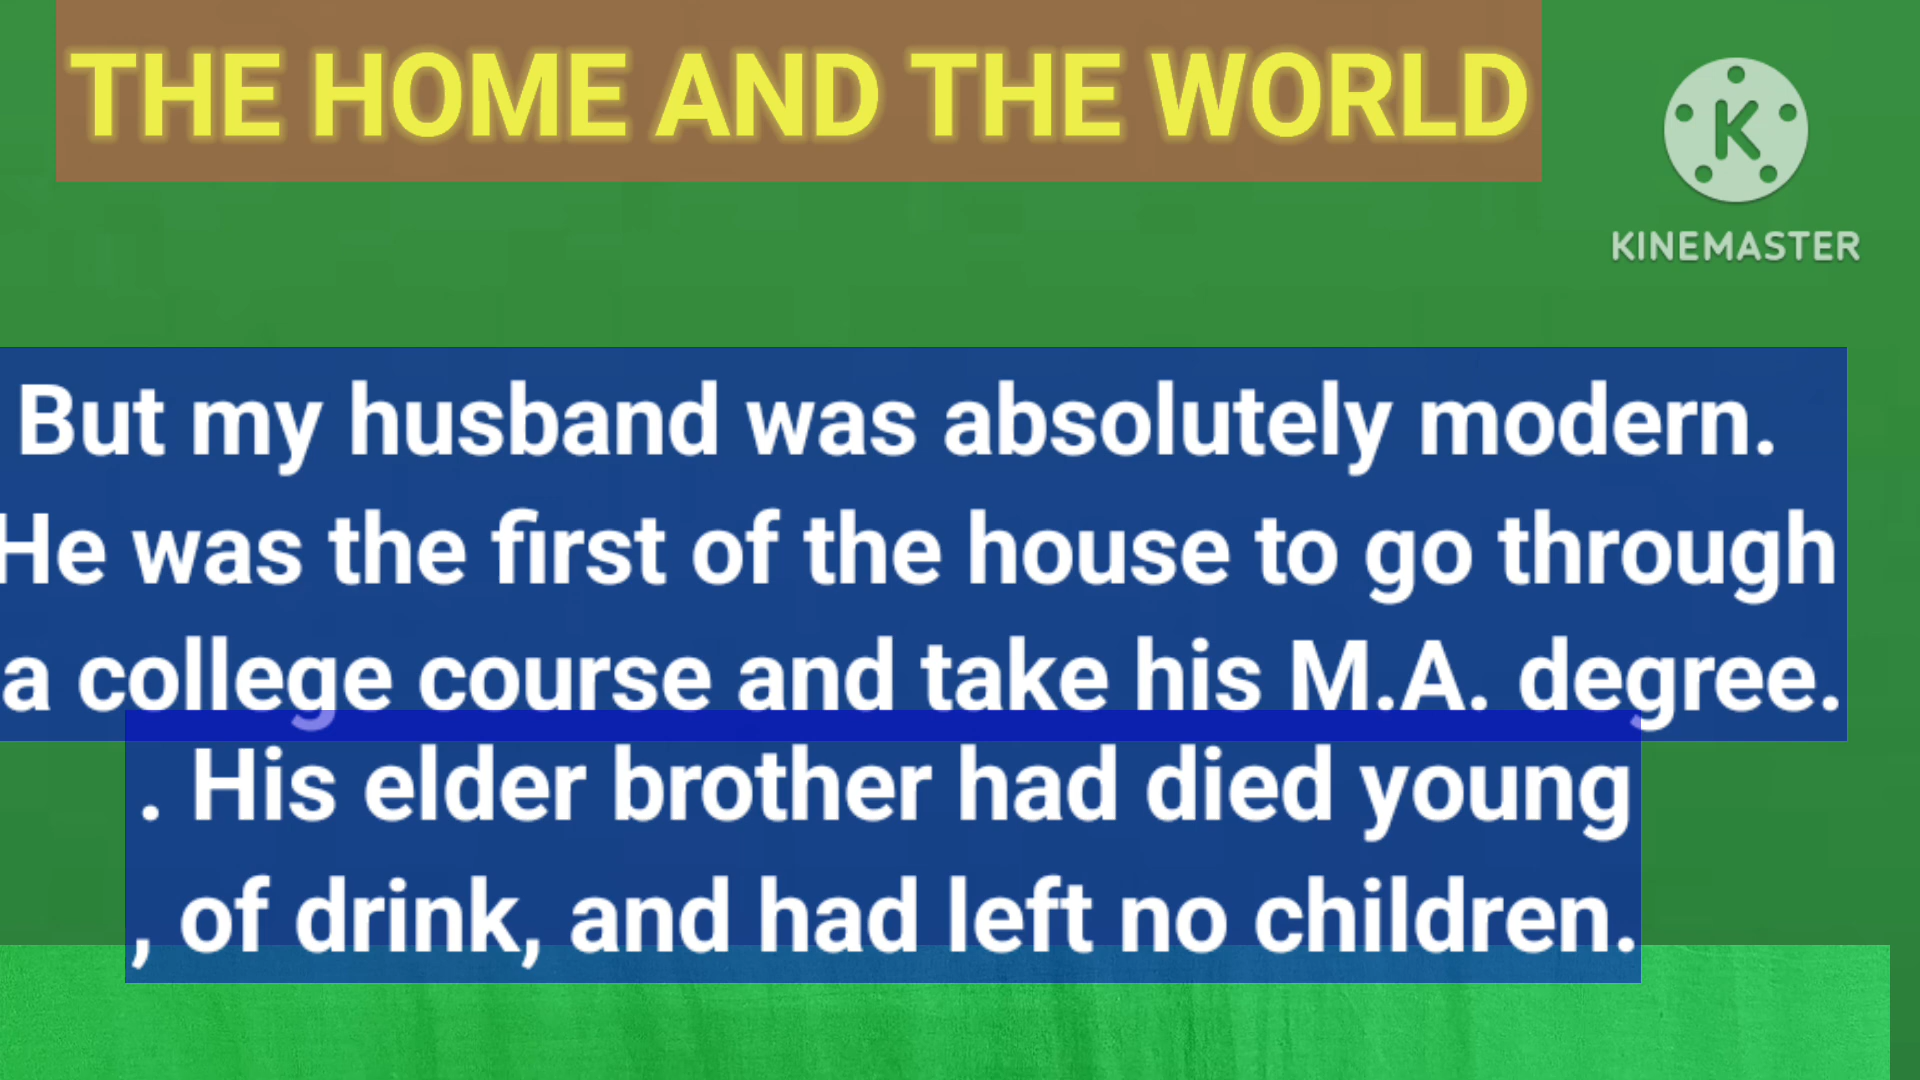 THE HOME AND THE WORLD
K
KINEMASTER
But my husband was absolutely modern.
He was the first of the house to go through
a college course and take his M.A. degree.
. His elder brother had died young
, of drink, and had left no children.